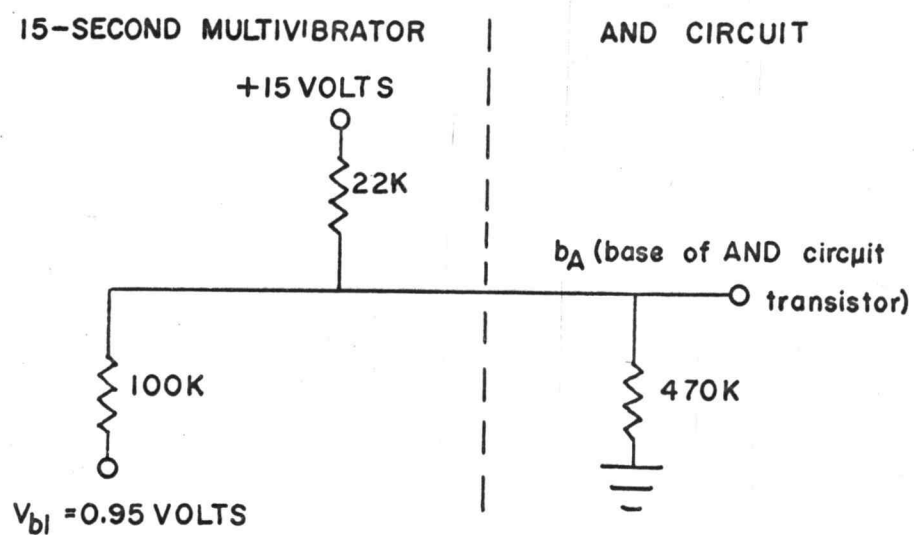 15-SECOND MULTIVIBRATOR
AND CIRCUIT
+15 VOLTS
22K
bA (base of AND circuit
transistor)
100K
470K
Vbl = 0.95 VOLTS